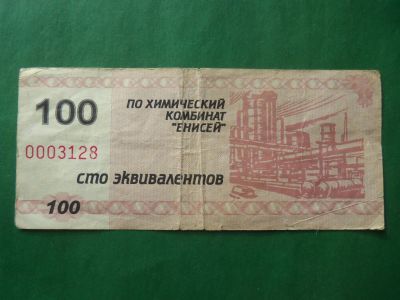 100
ПО ХИМИЧЕСКИЙ
КОМБИНАТ
"ЕНИСЕЙ"
0003128
СТО ЭКВИВАЛЕНТОВ
100